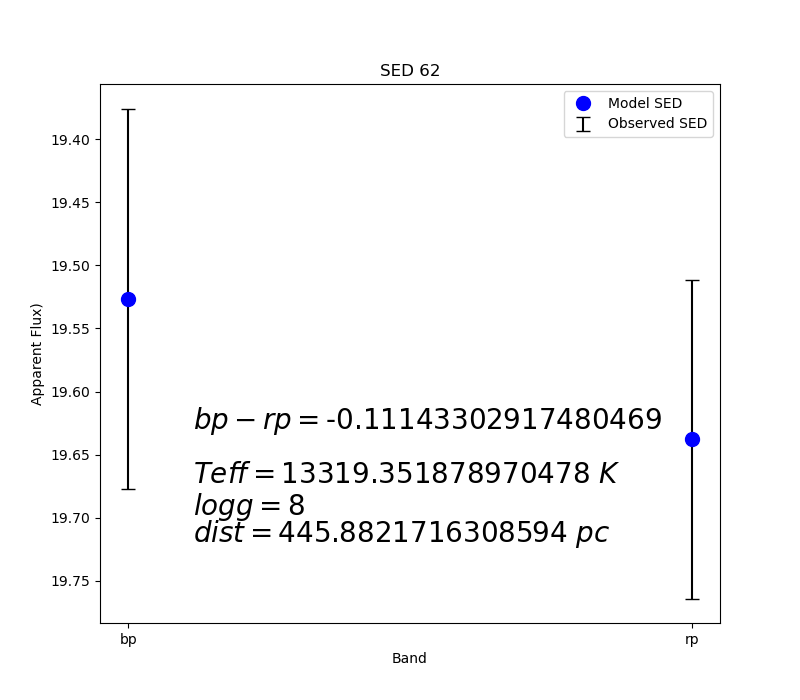 SED 62
Model SED
Observed SED
19.40
19.45
19.50
19.55
19.60
19.65
19.70
19.75
Apparent Flux)
bp − rp = -0.11143302917480469
Teff = 13319.351878970478 K
logg = 8
dist = 445.8821716308594 pc
bp
rp
Band